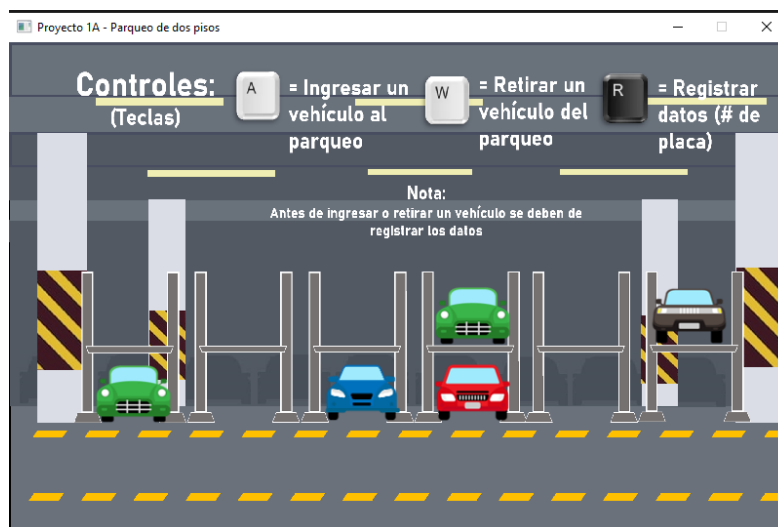 Proyecto 1A - Parqueo de dos pisos
Controles:
(Teclas)
A
= Ingresar un
vehículo al
parqueo
W
= Retirar un
vehículo del
parqueo
R
= Registrar
datos (# de
placa)
Nota:
Antes de ingresar o retirar un vehículo se deben de
registrar los datos